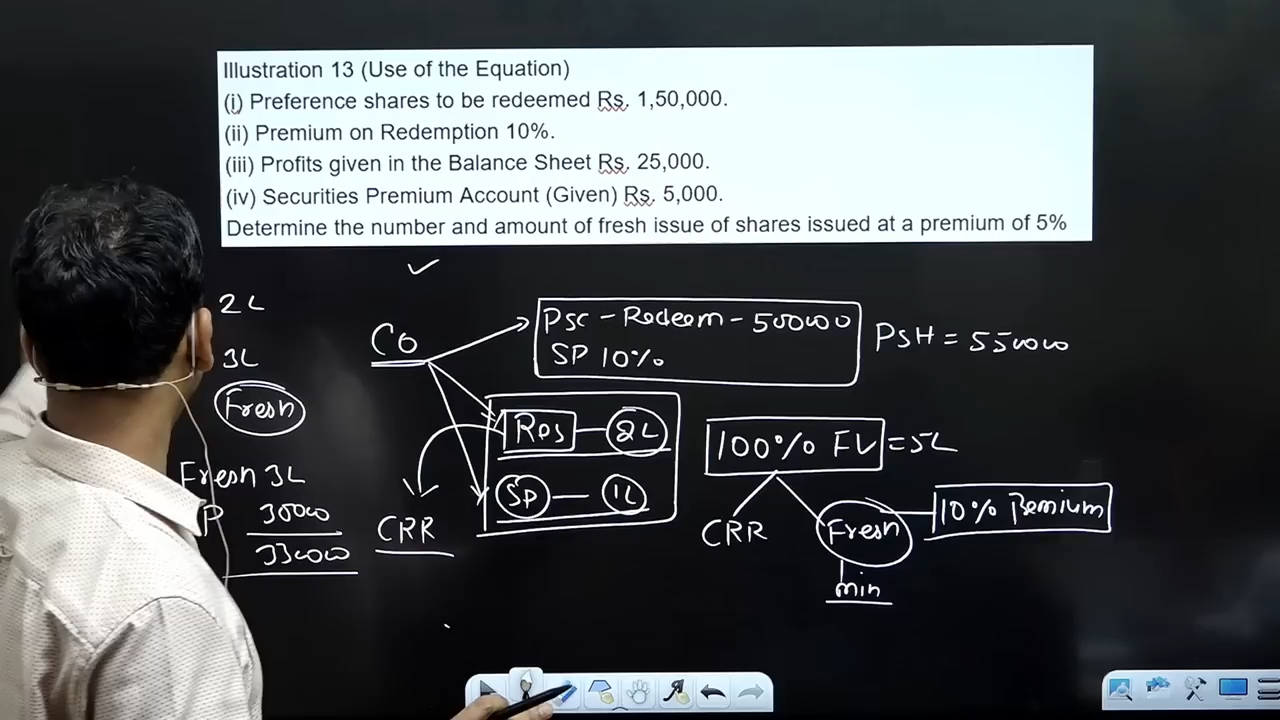 Illustration 13 (Use of the Equation)
(i) Preference shares to be redeemed Rs. 1,50,000.
(ii) Premium on Redemption 10%.
(iii) Profits given in the Balance Sheet Rs. 25,000.
(iv) Securities Premium Account (Given) Rs. 5,000.
Determine the number and amount of fresh issue of shares issued at a premium of 5%
2L
3L
Fresh
Fresh 3L
P 30000
330000
CO
PSC - Redeem - 500000
SP 10%
PSH = 550000
Res - 2L
SP - 1L
CRR
100% FV = 5L
CRR
Fresh
10% Premium
min